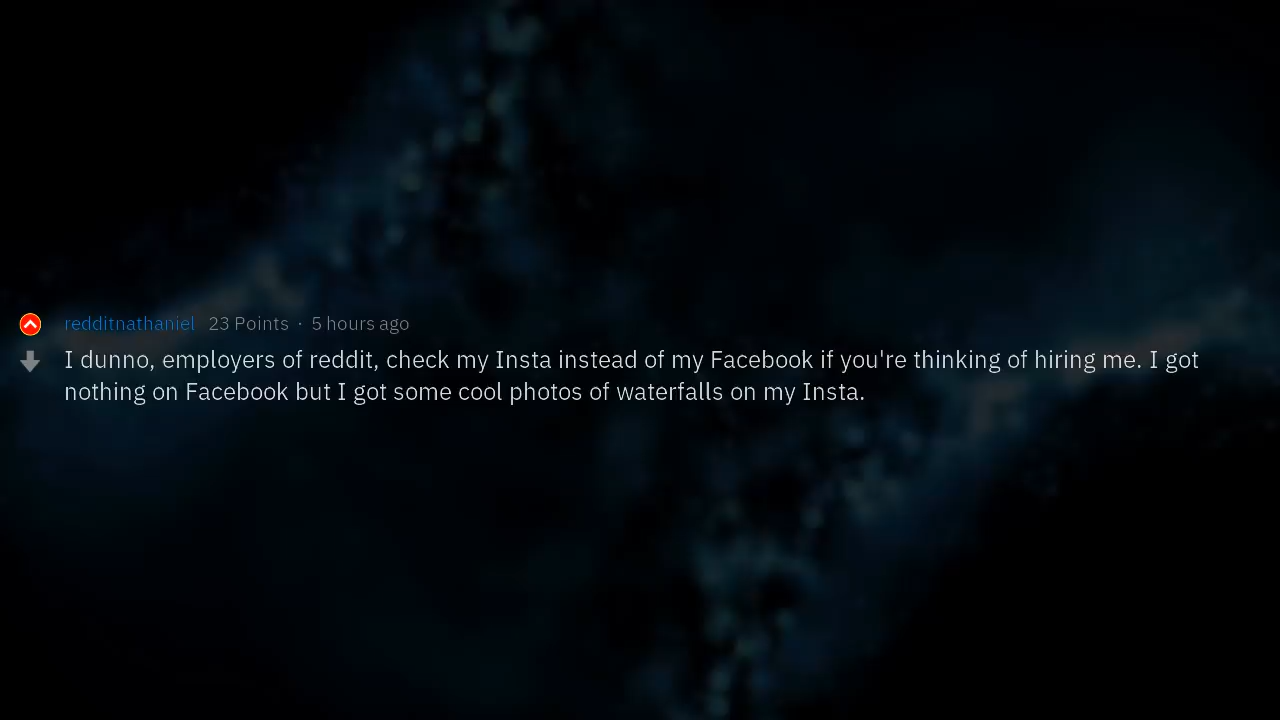 redditnathaniel 23 Points · 5 hours ago
I dunno, employers of reddit, check my Insta instead of my Facebook if you're thinking of hiring me. I got
nothing on Facebook but I got some cool photos of waterfalls on my Insta.